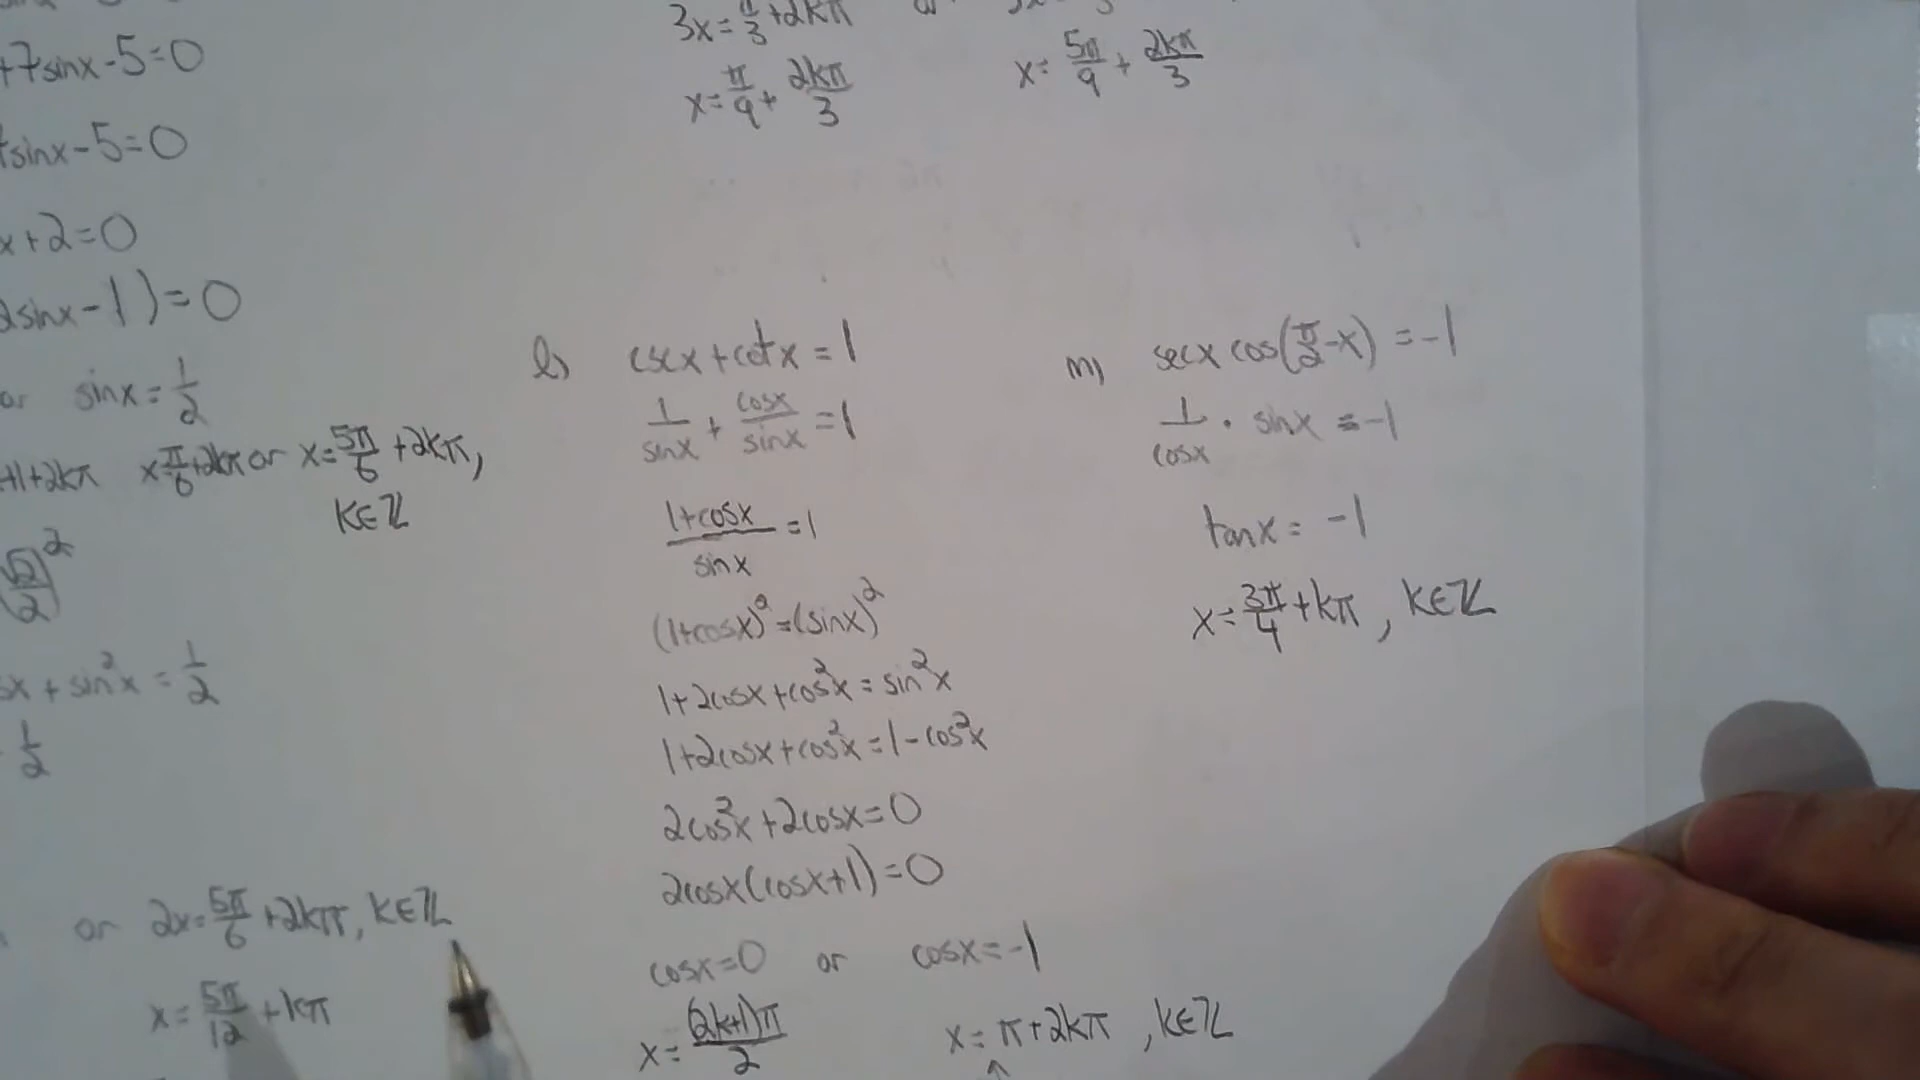 +7sinx-5=0
sinx-5=0
x+2=0
2sinx-1)=0
or sinx=1/2
+2kπ x=π/6+2kπ or x=5π/6+2kπ,
k∈ℤ
(√2/2)²
x+sin²x=1/2
1/2
or 2x=5π/6+2kπ, k∈ℤ
x=5π/12+kπ
3x=π/3+2kπ or
x=π/9+2kπ/3
x=5π/9+2kπ/3
l) cscx+cotx=1
1/sinx+cosx/sinx=1
1+cosx/sinx=1
(1+cosx)²=(sinx)²
1+2cosx+cos²x=sin²x
1+2cosx+cos²x=1-cos²x
2cos²x+2cosx=0
2cosx(cosx+1)=0
cosx=0 or cosx=-1
x=(2k+1)π/2 x=π+2kπ, k∈ℤ
m) secx cos(π/2-x)=-1
1/cosx · sinx=-1
tanx=-1
x=3π/4+kπ, k∈ℤ